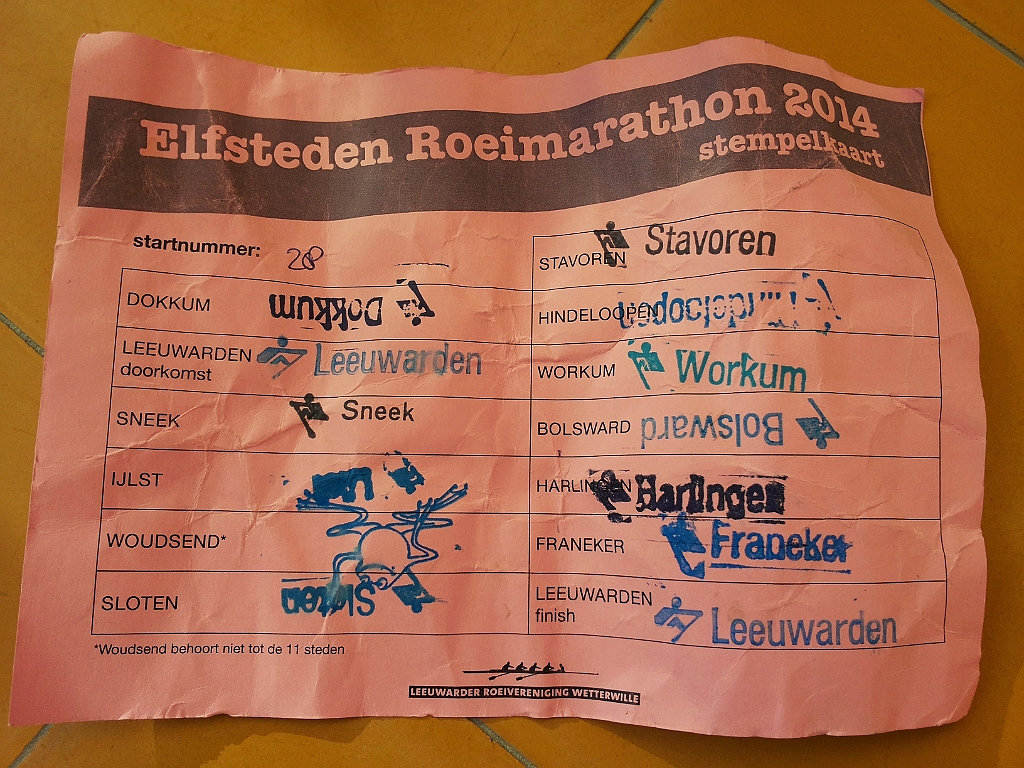 Elfsteden Roeimarathon 2014
stempelkaart
startnummer: 28
DOKKUM Dokkum
LEEUWARDEN Leeuwarden
doorkomst
SNEEK Sneek
IJLST
WOUDSEND*
SLOTEN Sloten
*Woudsend behoort niet tot de 11 steden
STAVOREN Stavoren
HINDELOOPEN Hindeloopen
WORKUM Workum
BOLSWARD Bolsward
HARLINGEN Harlingen
FRANEKER Franeker
LEEUWARDEN Leeuwarden
finish
LEEUWARDER ROEIVERENIGING WETTERWILLE